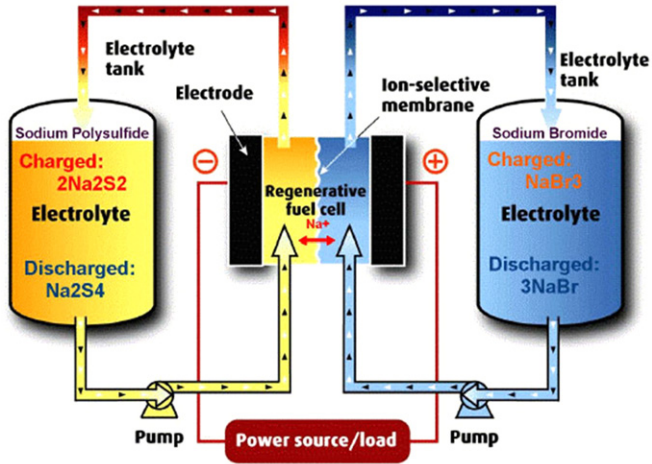 Electrolyte
tank
Electrode
Ion-selective
membrane
Electrolyte
tank
Sodium Polysulfide
Charged:
2Na2S2
Electrolyte
Discharged:
Na2S4
−
+
Regenerative
fuel cell
Na+
Sodium Bromide
Charged:
NaBr3
Electrolyte
Discharged:
3NaBr
Pump
Power source/load
Pump